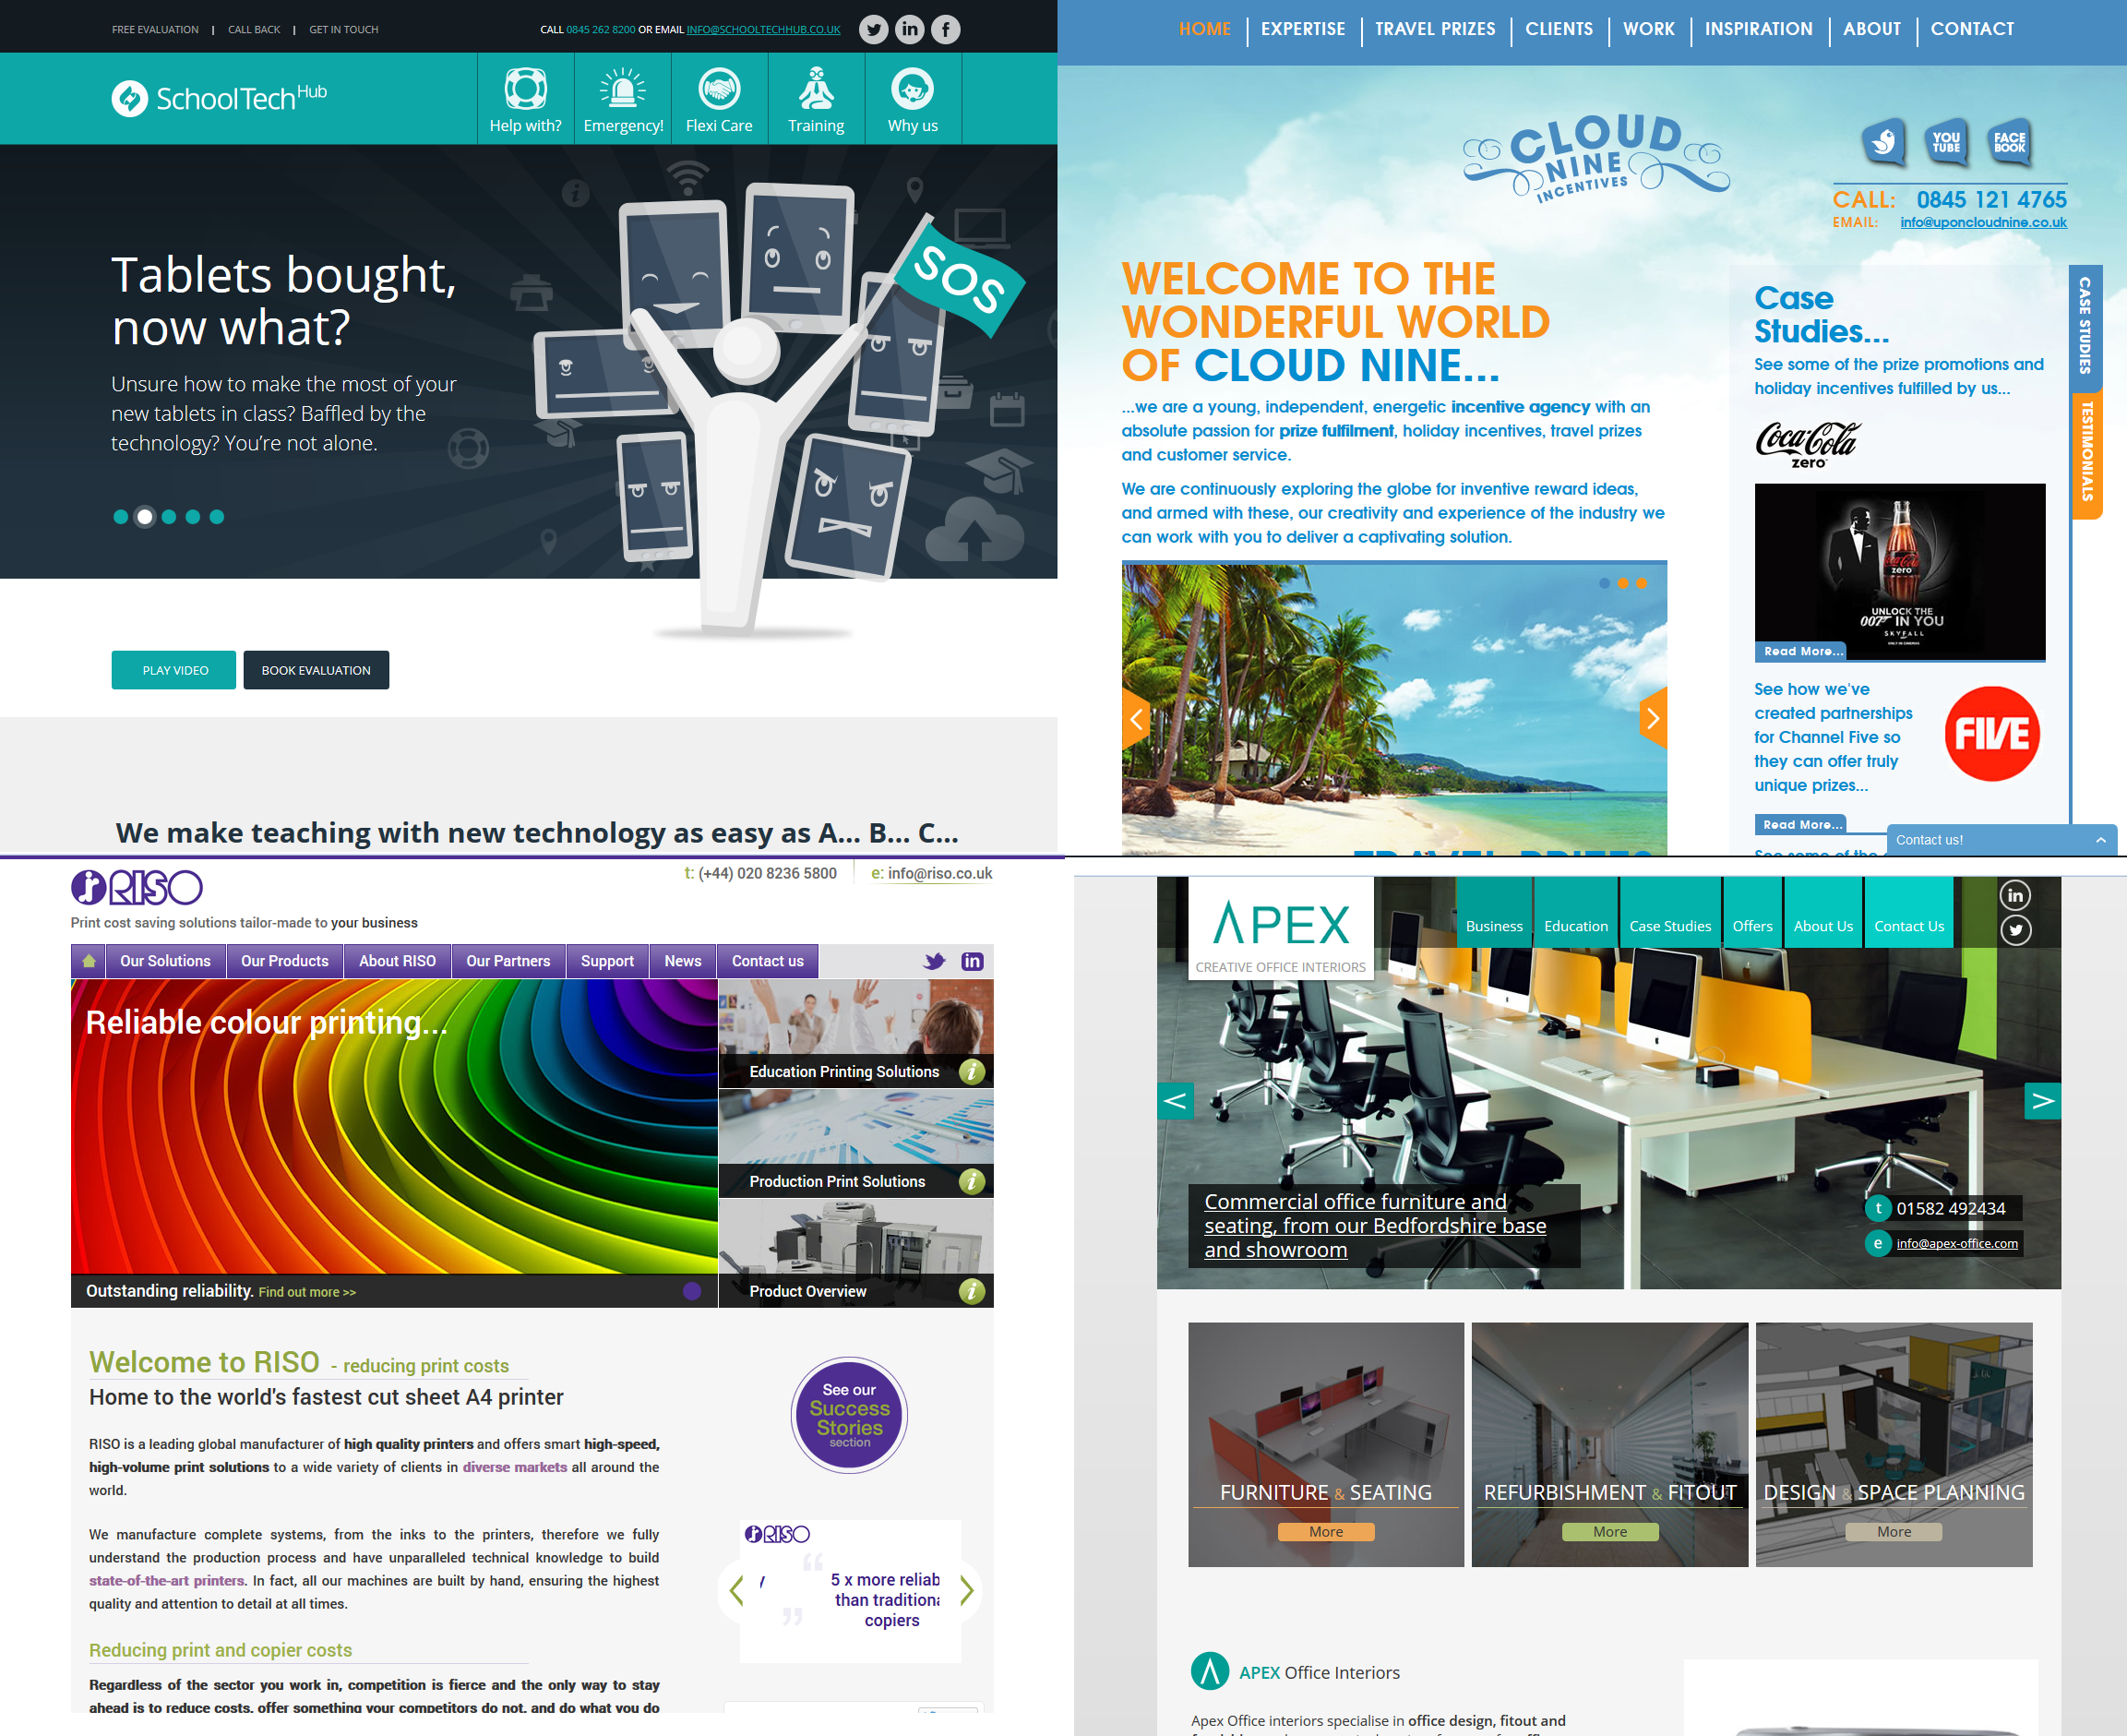 FREE EVALUATION | CALL BACK | GET IN TOUCH
CALL 0845 262 8200 OR EMAIL INFO@SCHOOLTECHHUB.CO.UK
SchoolTech Hub
Help with?
Emergency!
Flexi Care
Training
Why us
SOS
Tablets bought,
now what?
Unsure how to make the most of your
new tablets in class? Baffled by the
technology? You're not alone.
PLAY VIDEO
BOOK EVALUATION
We make teaching with new technology as easy as A... B... C...
HOME
EXPERTISE
TRAVEL PRIZES
CLIENTS
WORK
INSPIRATION
ABOUT
CONTACT
CLOUD
NINE
INCENTIVES
YOU
TUBE
FACE
BOOK
CALL: 0845 121 4765
EMAIL: info@uponcloudnine.co.uk
WELCOME TO THE
WONDERFUL WORLD
OF CLOUD NINE...
...we are a young, independent, energetic incentive agency with an
absolute passion for prize fulfilment, holiday incentives, travel prizes
and customer service.
We are continuously exploring the globe for inventive reward ideas,
and armed with these, our creativity and experience of the industry we
can work with you to deliver a captivating solution.
TRAVEL PRIZES
Case
Studies...
See some of the prize promotions and
holiday incentives fulfilled by us...
Coca-Cola
zero
zero
UNLOCK THE
007 IN YOU
SKYFALL
Read More...
See how we've
created partnerships
for Channel Five so
they can offer truly
unique prizes...
FIVE
Read More...
See some of the
CASE STUDIES
TESTIMONIALS
Contact us!
RISO
Print cost saving solutions tailor-made to your business
t: (+44) 020 8236 5800
e: info@riso.co.uk
Our Solutions
Our Products
About RISO
Our Partners
Support
News
Contact us
in
Reliable colour printing...
Outstanding reliability. Find out more >>
Education Printing Solutions
Production Print Solutions
Product Overview
Welcome to RISO - reducing print costs
Home to the world's fastest cut sheet A4 printer
RISO is a leading global manufacturer of high quality printers and offers smart high-speed,
high-volume print solutions to a wide variety of clients in diverse markets all around the
world.
We manufacture complete systems, from the inks to the printers, therefore we fully
understand the production process and have unparalleled technical knowledge to build
state-of-the-art printers. In fact, all our machines are built by hand, ensuring the highest
quality and attention to detail at all times.
Reducing print and copier costs
Regardless of the sector you work in, competition is fierce and the only way to stay
ahead is to reduce costs, offer something your competitors do not, and do what you do
See our
Success
Stories
section
RISO
5 x more reliab
than traditiona
copiers
APEX
CREATIVE OFFICE INTERIORS
Business
Education
Case Studies
Offers
About Us
Contact Us
in
Commercial office furniture and
seating, from our Bedfordshire base
and showroom
t 01582 492434
e info@apex-office.com
FURNITURE & SEATING
More
REFURBISHMENT & FITOUT
More
DESIGN & SPACE PLANNING
More
APEX Office Interiors
Apex Office interiors specialise in office design, fitout and